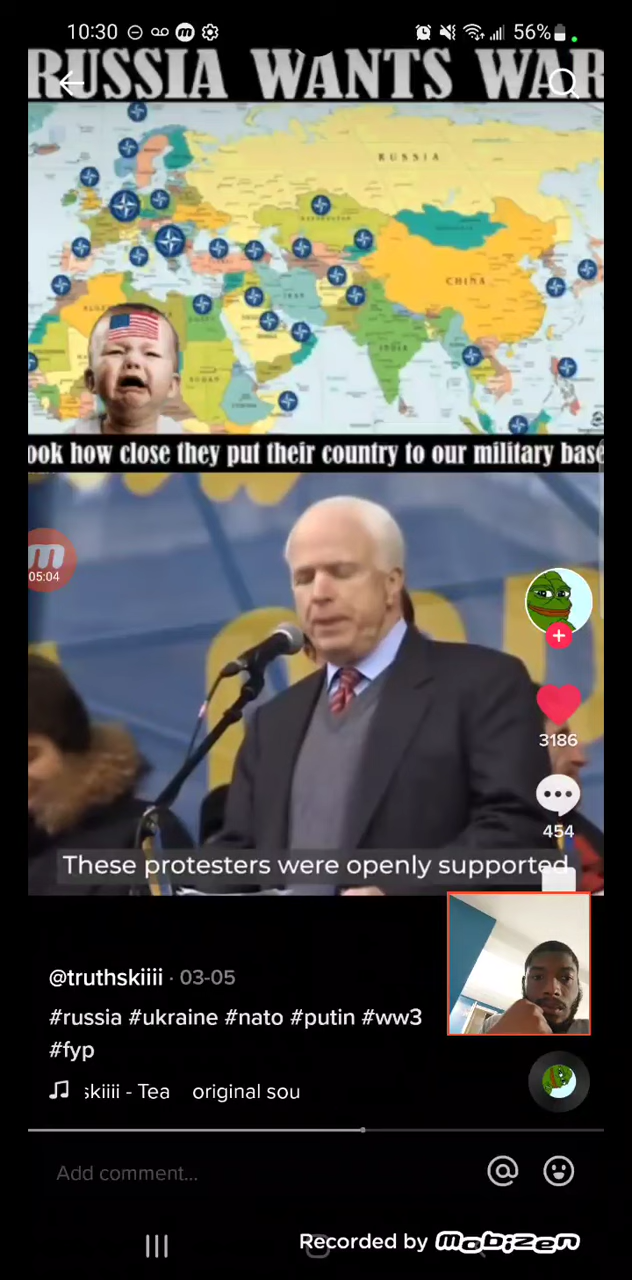 10:30
56%
RUSSIA WANTS WAR
RUSSIA
CHINA
IRAN
INDIA
ook how close they put their country to our military base
m
05:04
3186
454
These protesters were openly supported
@truthskiiii · 03-05
#russia #ukraine #nato #putin #ww3
#fyp
skiiii - Tea original sou
Add comment...
Recorded by mobizen